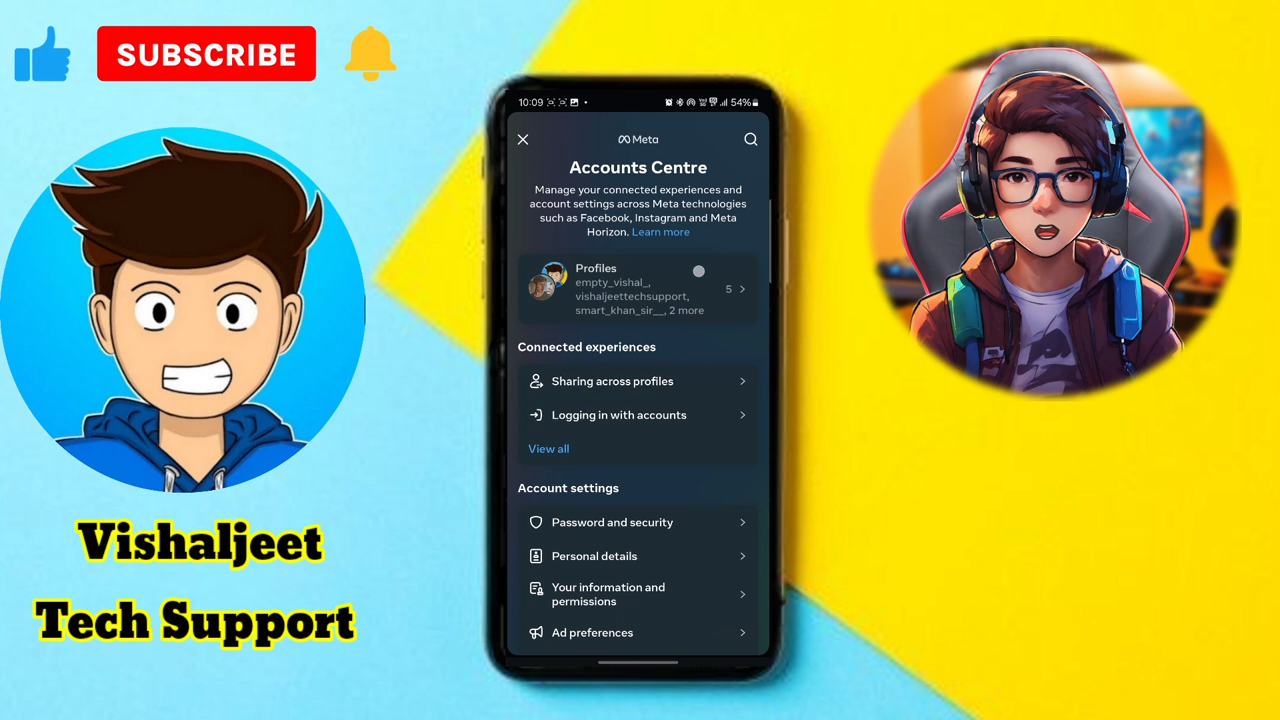 SUBSCRIBE
Vishaljeet
Tech Support
10:09
54%
Meta
Accounts Centre
Manage your connected experiences and
account settings across Meta technologies
such as Facebook, Instagram and Meta
Horizon. Learn more
Profiles
empty_vishal_,
vishaljeettechsupport,
smart_khan_sir__, 2 more
5
Connected experiences
Sharing across profiles
Logging in with accounts
View all
Account settings
Password and security
Personal details
Your information and
permissions
Ad preferences